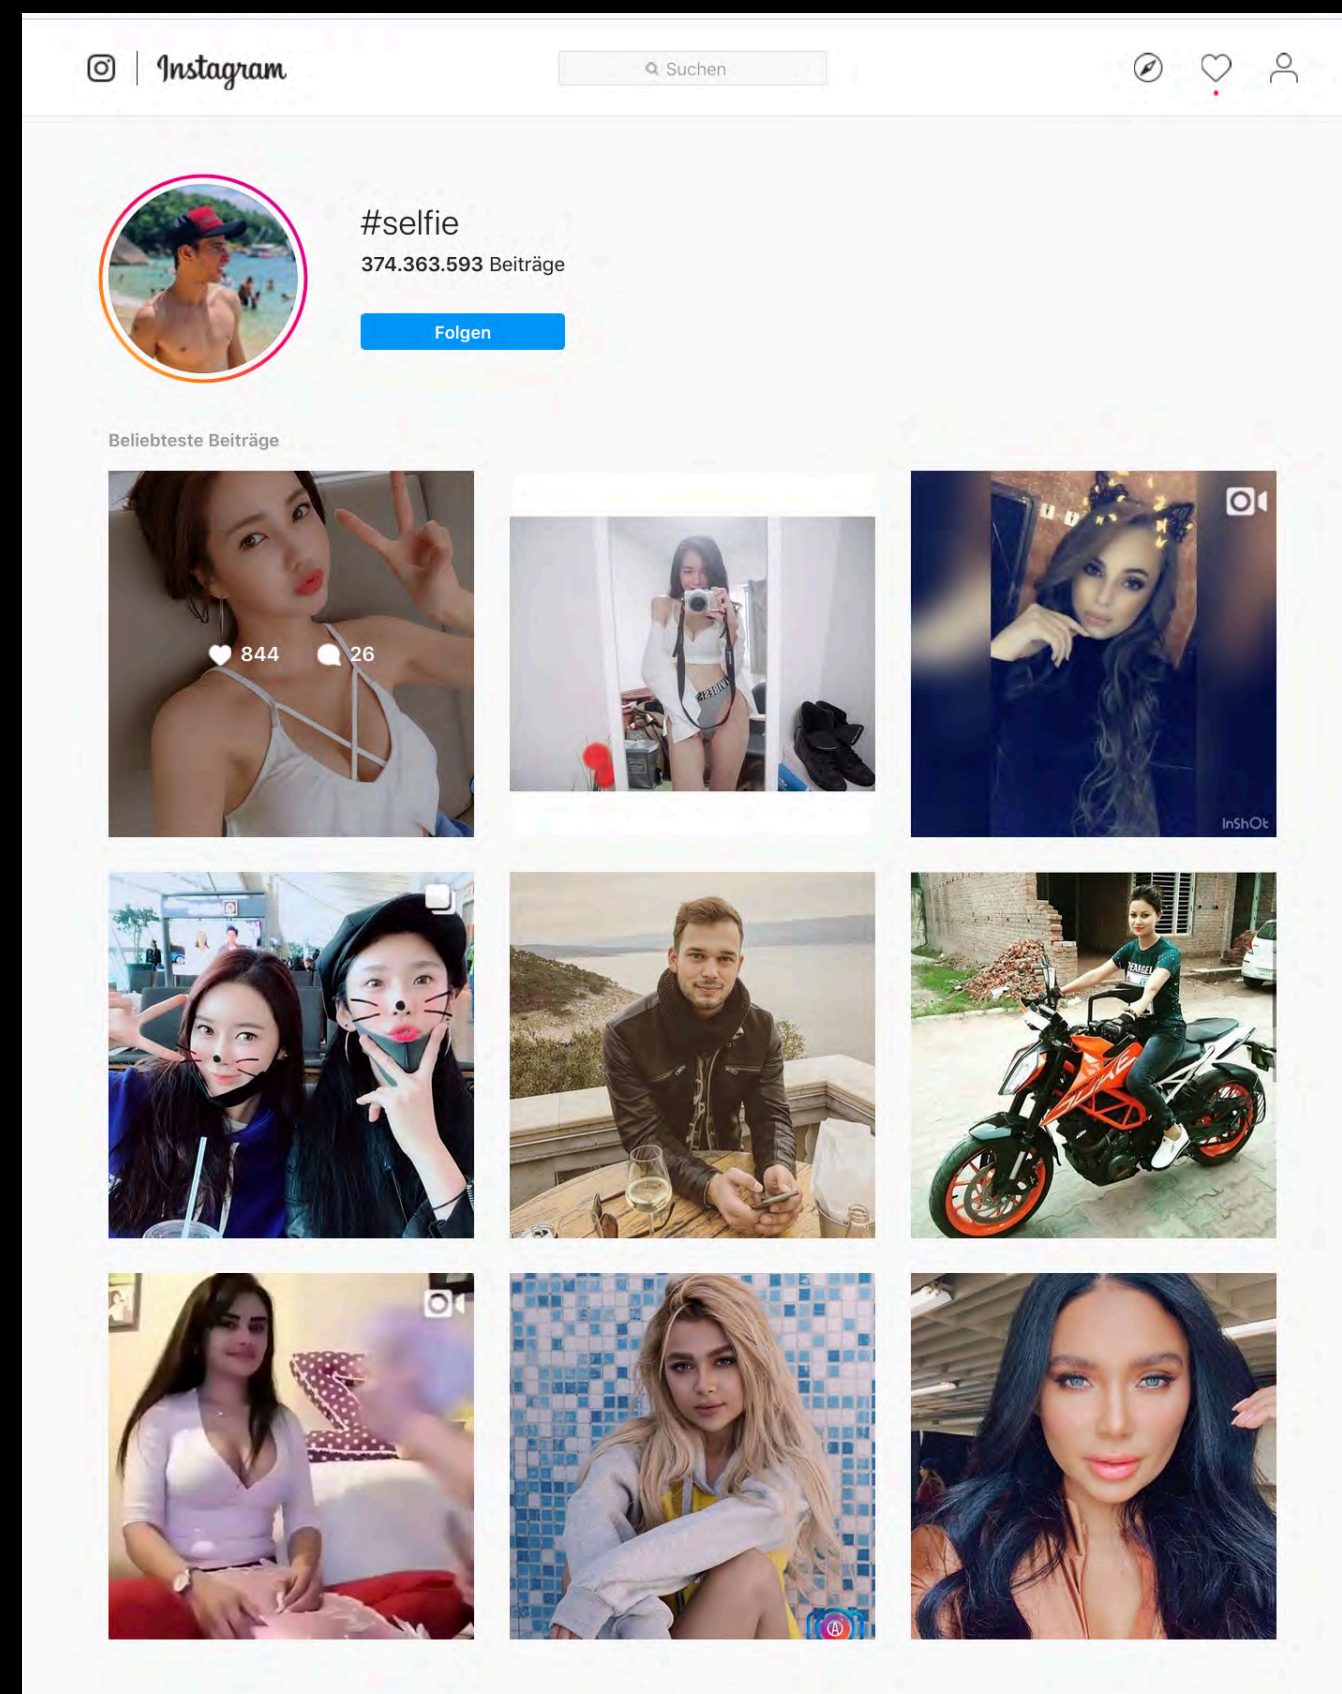 Instagram
Suchen
#selfie
374.363.593 Beiträge
Folgen
Beliebteste Beiträge
844 26
InShOt